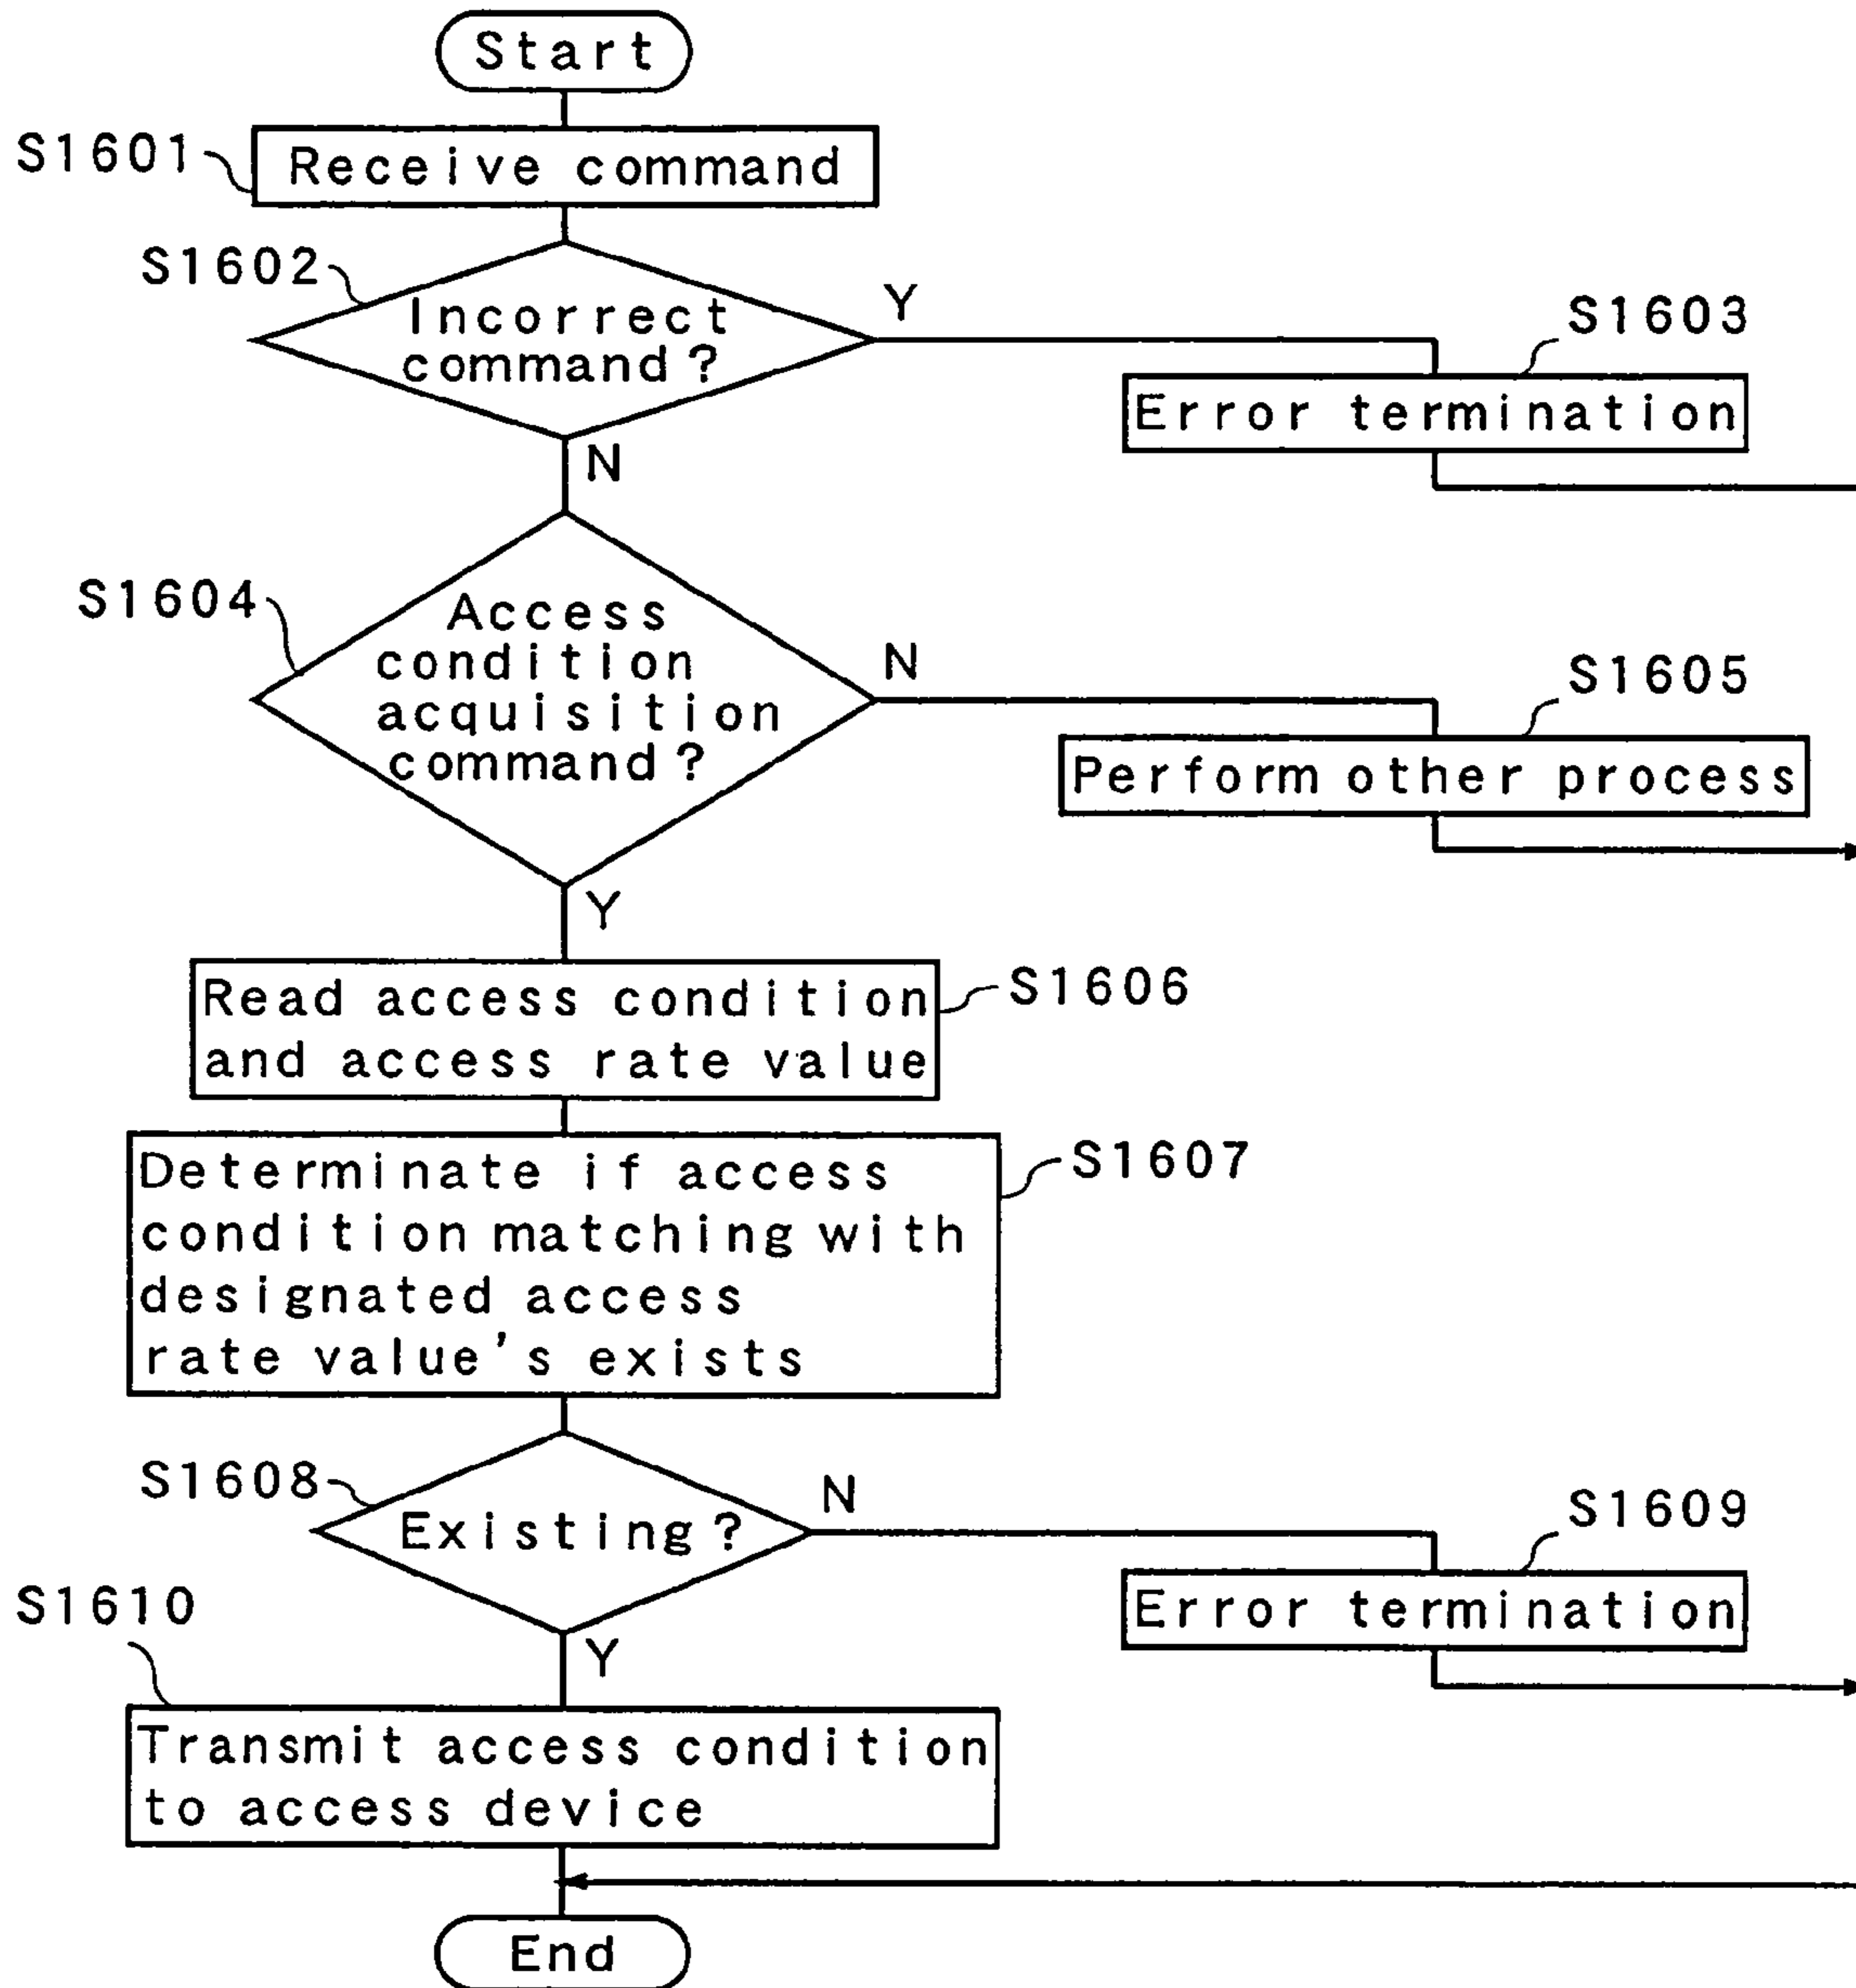 Start
S1601
Receive command
S1602
Incorrect
command?
Y
N
S1603
Error termination
S1604
Access
condition
acquisition
command?
N
Y
S1605
Perform other process
Read access condition
and access rate value
S1606
Determinate if access
condition matching with
designated access
rate value's exists
S1607
S1608
Existing?
N
Y
S1609
Error termination
S1610
Transmit access condition
to access device
End